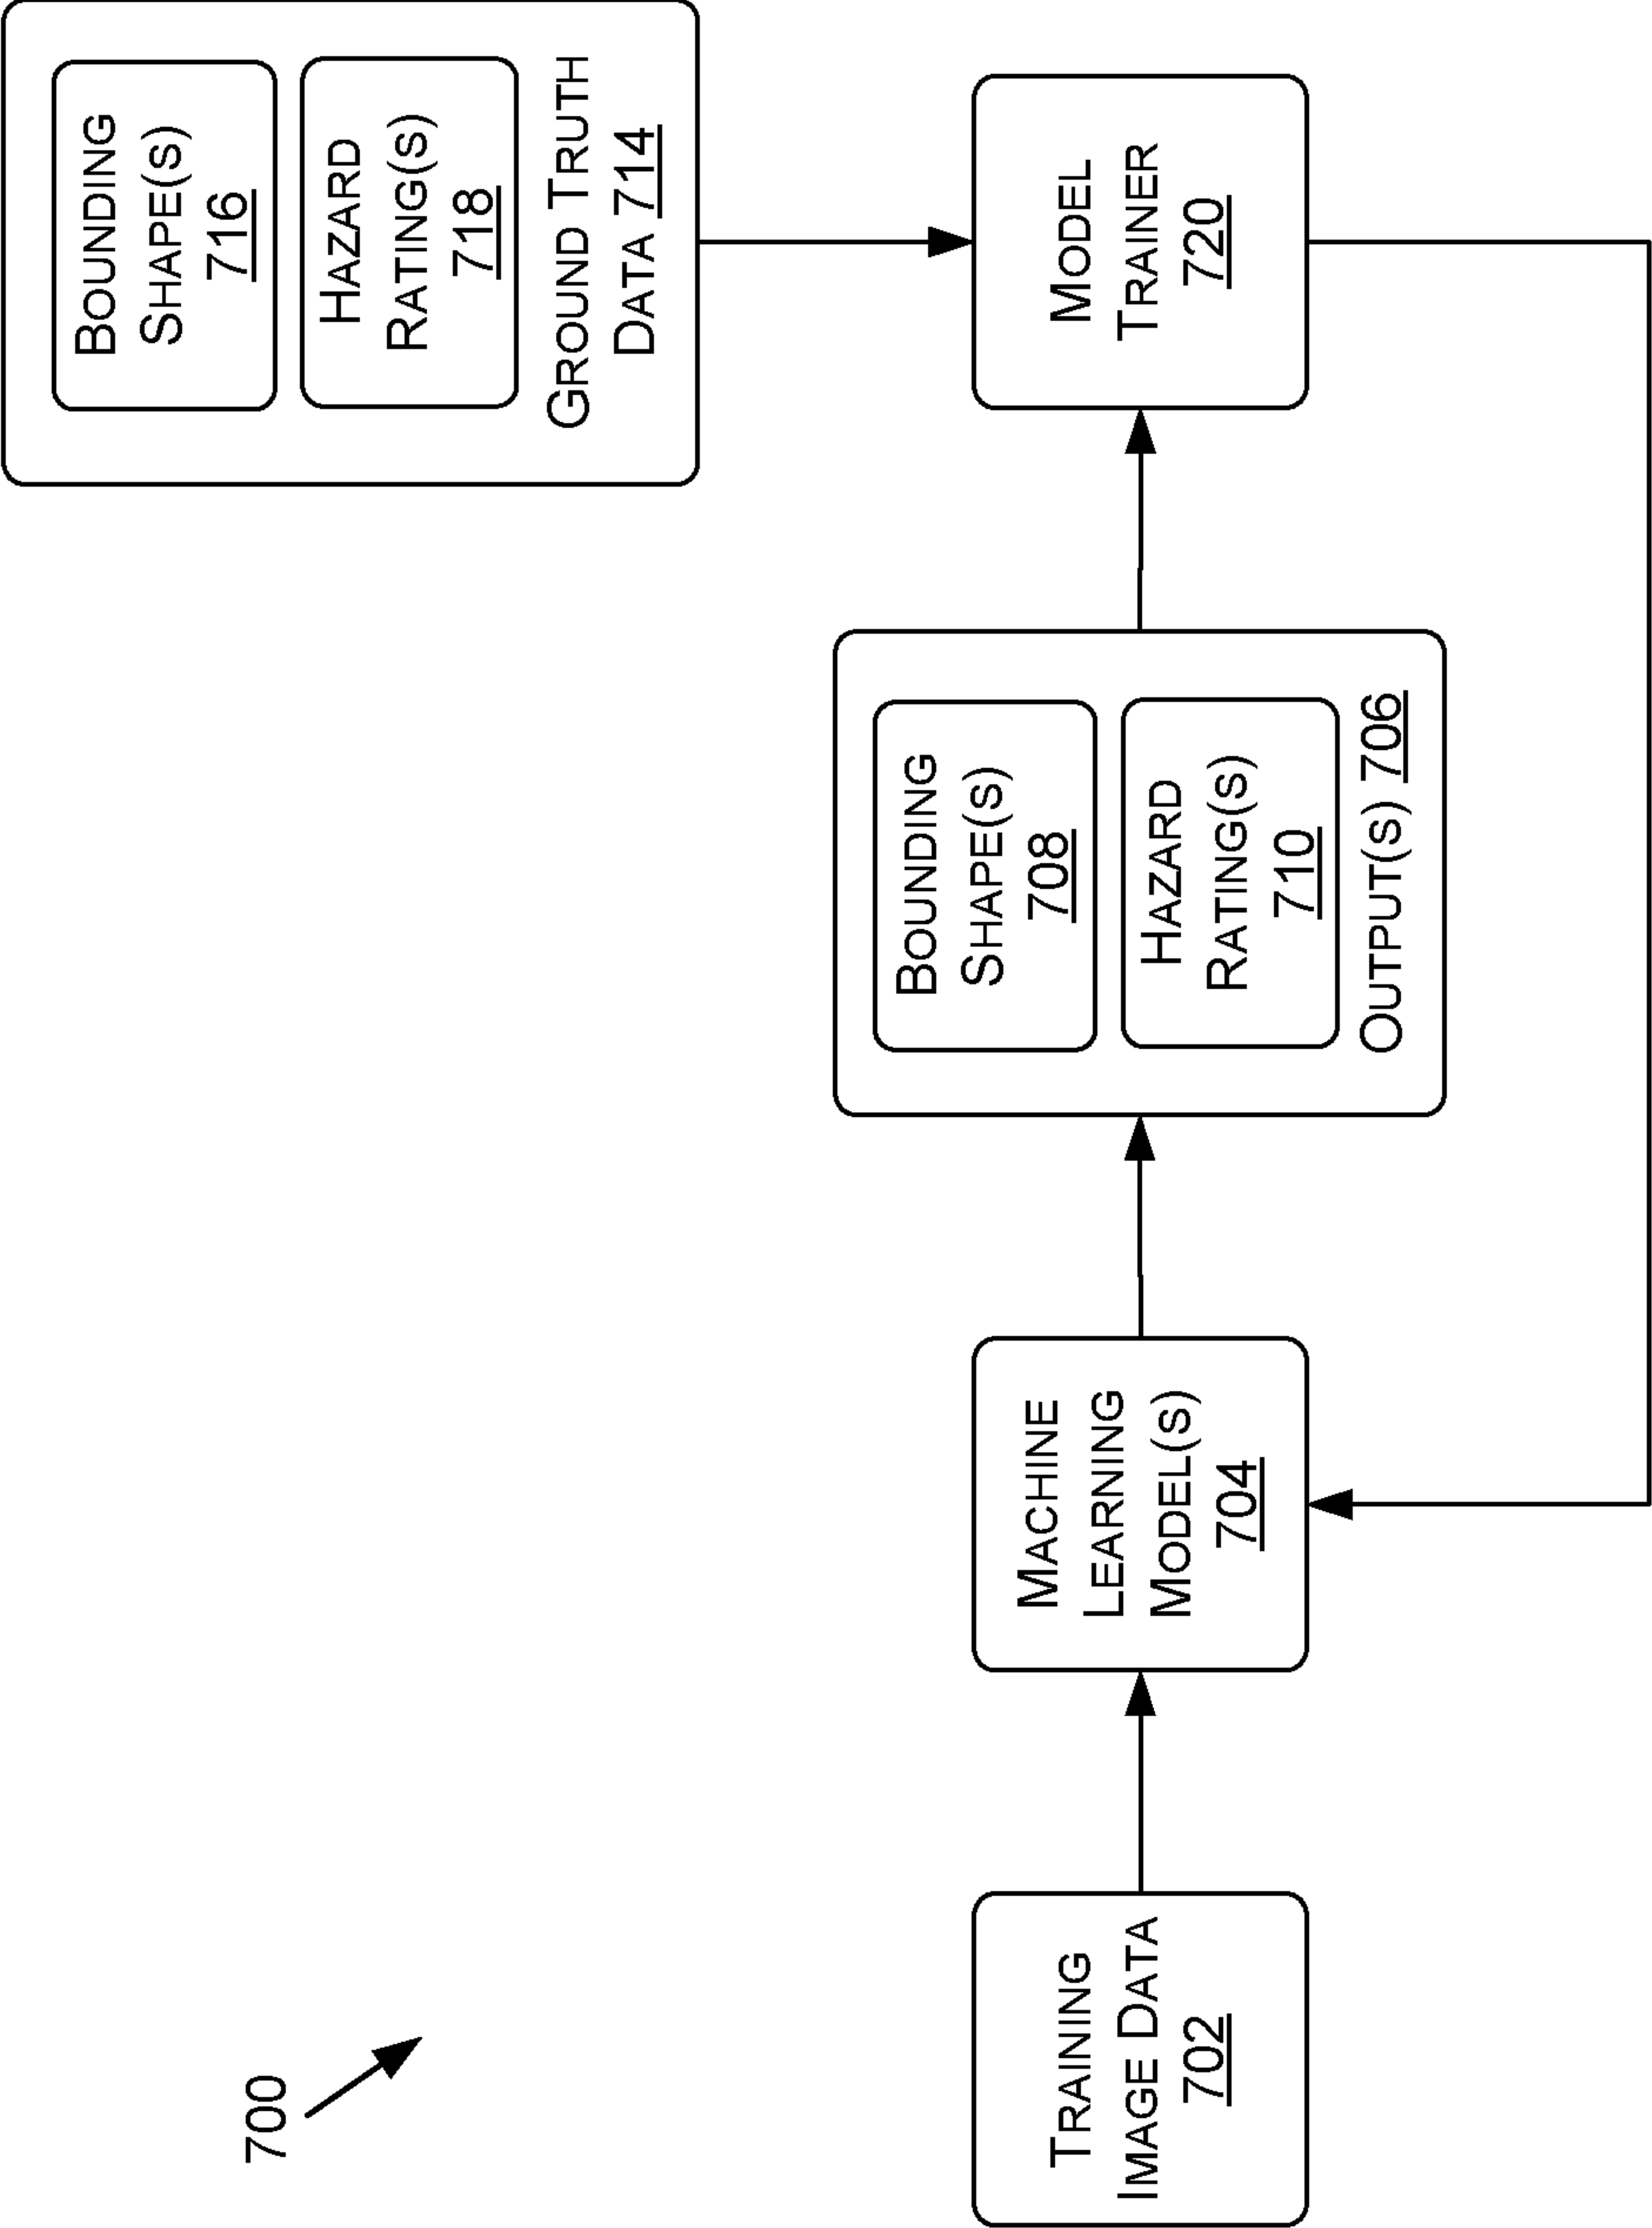 700
TRAINING
IMAGE DATA
702
MACHINE
LEARNING
MODEL(S)
704
BOUNDING
SHAPE(S)
708
HAZARD
RATING(S)
710
OUTPUT(S) 706
BOUNDING
SHAPE(S)
716
HAZARD
RATING(S)
718
GROUND TRUTH
DATA 714
MODEL
TRAINER
720